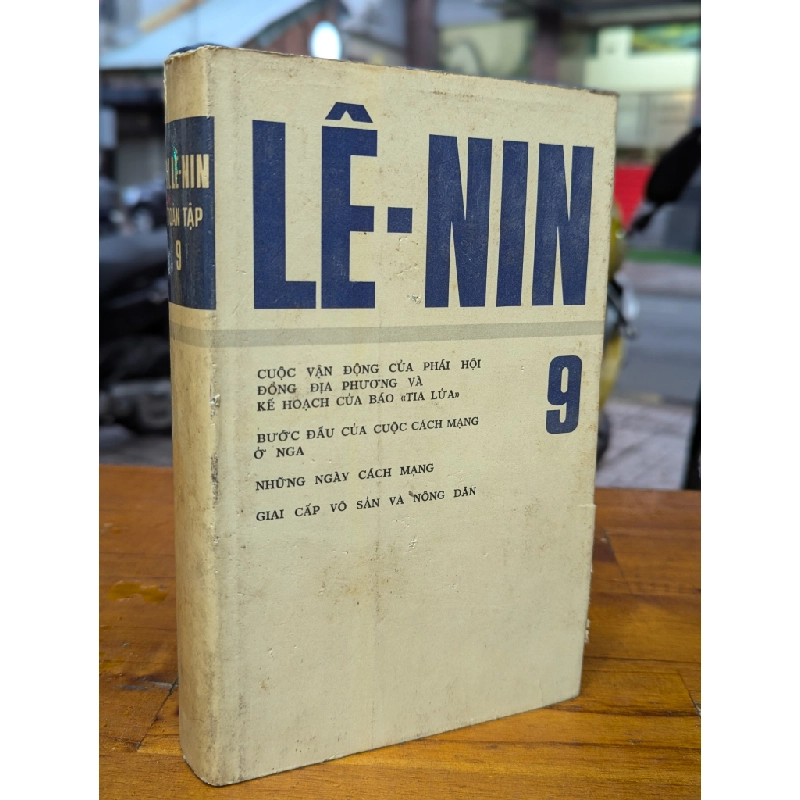 LÊ-NIN
TOÀN TẬP
9
LÊ-NIN
9
CUỘC VẬN ĐỘNG CỦA PHÁI HỘI
ĐỒNG ĐỊA PHƯƠNG VÀ
KẾ HOẠCH CỦA BÁO «TIA LỬA»
BƯỚC ĐẦU CỦA CUỘC CÁCH MẠNG
Ở NGA
NHỮNG NGÀY CÁCH MẠNG
GIAI CẤP VÔ SẢN VÀ NÔNG DÂN